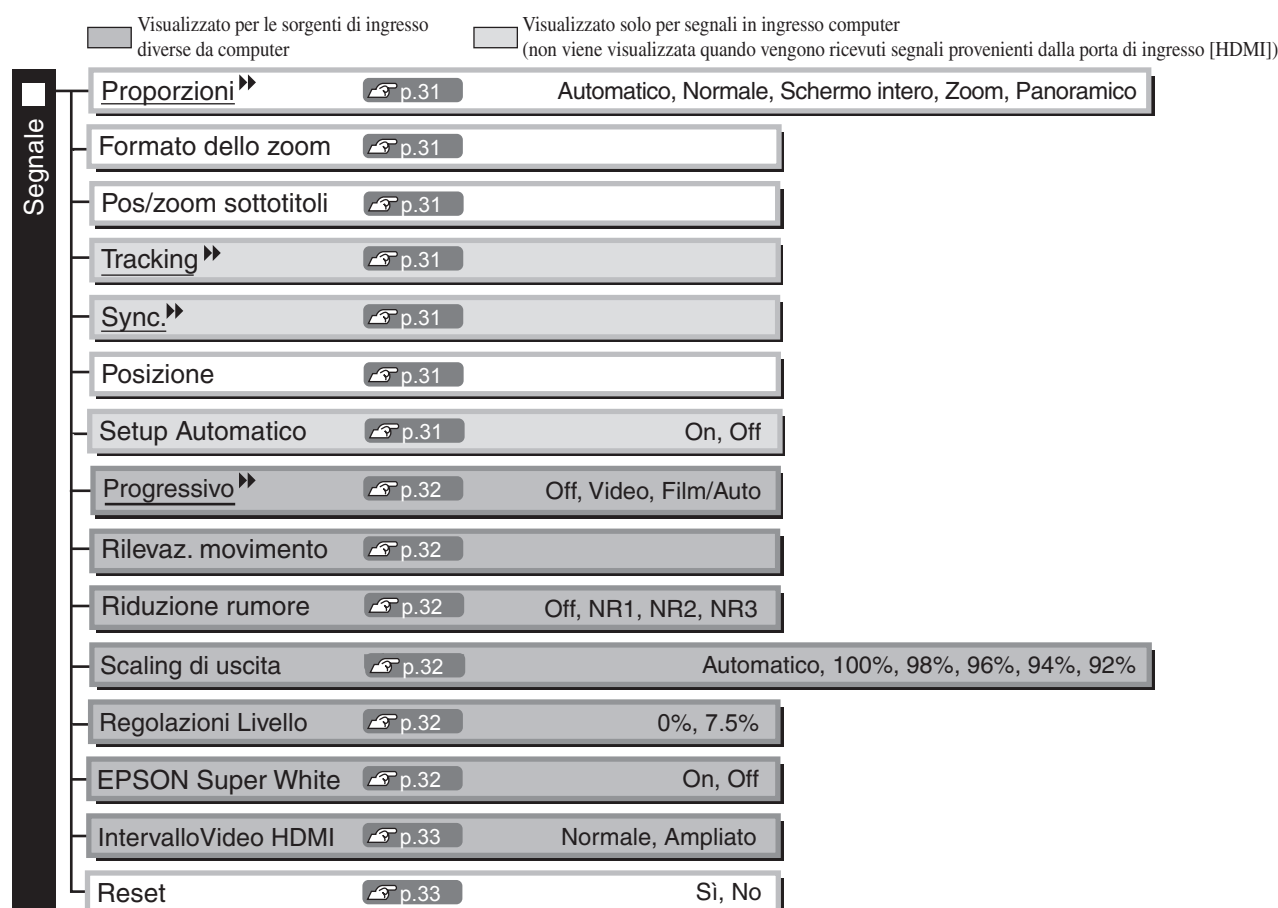 Visualizzato per le sorgenti di ingresso
diverse da computer
Visualizzato solo per segnali in ingresso computer
(non viene visualizzata quando vengono ricevuti segnali provenienti dalla porta di ingresso [HDMI])
Segnale
Proporzioni p.31 Automatico, Normale, Schermo intero, Zoom, Panoramico
Formato dello zoom p.31
Pos/zoom sottotitoli p.31
Tracking p.31
Sync. p.31
Posizione p.31
Setup Automatico p.31 On, Off
Progressivo p.32 Off, Video, Film/Auto
Rilevaz. movimento p.32
Riduzione rumore p.32 Off, NR1, NR2, NR3
Scaling di uscita p.32 Automatico, 100%, 98%, 96%, 94%, 92%
Regolazioni Livello p.32 0%, 7.5%
EPSON Super White p.32 On, Off
IntervalloVideo HDMI p.33 Normale, Ampliato
Reset p.33 Sì, No